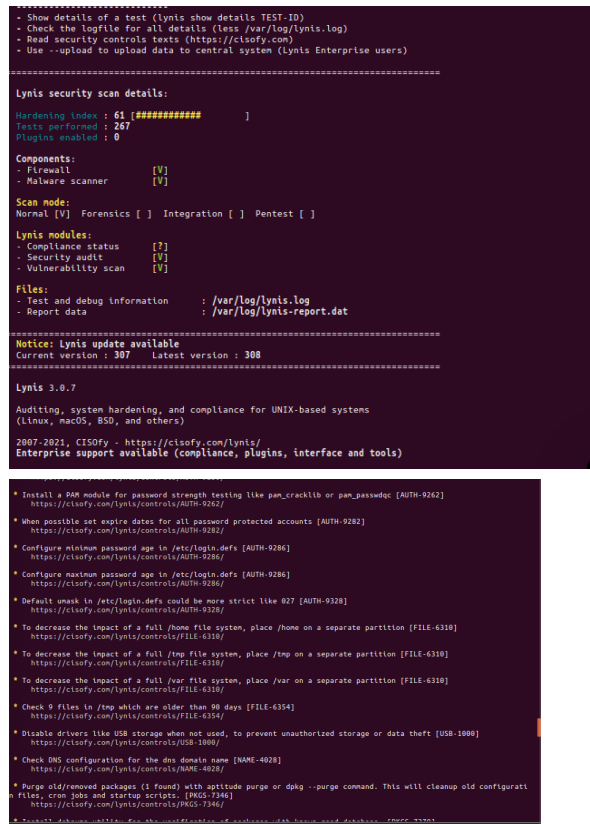 - Show details of a test (lynis show details TEST-ID)
- Check the logfile for all details (less /var/log/lynis.log)
- Read security controls texts (https://cisofy.com)
- Use --upload to upload data to central system (Lynis Enterprise users)
================================================================================
Lynis security scan details:
Hardening index : 61 [############        ]
Tests performed : 267
Plugins enabled : 0
Components:
- Firewall               [V]
- Malware scanner        [V]
Scan mode:
Normal [V]  Forensics [ ]  Integration [ ]  Pentest [ ]
Lynis modules:
- Compliance status      [?]
- Security audit         [V]
- Vulnerability scan     [V]
Files:
- Test and debug information      : /var/log/lynis.log
- Report data                     : /var/log/lynis-report.dat
================================================================================
Notice: Lynis update available
Current version : 307    Latest version : 308
================================================================================
Lynis 3.0.7
Auditing, system hardening, and compliance for UNIX-based systems
(Linux, macOS, BSD, and others)
2007-2021, CISOfy - https://cisofy.com/lynis/
Enterprise support available (compliance, plugins, interface and tools)
* Install a PAM module for password strength testing like pam_cracklib or pam_passwdqc [AUTH-9262]
https://cisofy.com/lynis/controls/AUTH-9262/
* When possible set expire dates for all password protected accounts [AUTH-9282]
https://cisofy.com/lynis/controls/AUTH-9282/
* Configure minimum password age in /etc/login.defs [AUTH-9286]
https://cisofy.com/lynis/controls/AUTH-9286/
* Configure maximum password age in /etc/login.defs [AUTH-9286]
https://cisofy.com/lynis/controls/AUTH-9286/
* Default umask in /etc/login.defs could be more strict like 027 [AUTH-9328]
https://cisofy.com/lynis/controls/AUTH-9328/
* To decrease the impact of a full /home file system, place /home on a separate partition [FILE-6310]
https://cisofy.com/lynis/controls/FILE-6310/
* To decrease the impact of a full /tmp file system, place /tmp on a separate partition [FILE-6310]
https://cisofy.com/lynis/controls/FILE-6310/
* To decrease the impact of a full /var file system, place /var on a separate partition [FILE-6310]
https://cisofy.com/lynis/controls/FILE-6310/
* Check 9 files in /tmp which are older than 90 days [FILE-6354]
https://cisofy.com/lynis/controls/FILE-6354/
* Disable drivers like USB storage when not used, to prevent unauthorized storage or data theft [USB-1000]
https://cisofy.com/lynis/controls/USB-1000/
* Check DNS configuration for the dns domain name [NAME-4028]
https://cisofy.com/lynis/controls/NAME-4028/
* Purge old/removed packages (1 found) with aptitude purge or dpkg --purge command. This will cleanup old configurati
n files, cron jobs and startup scripts. [PKGS-7346]
https://cisofy.com/lynis/controls/PKGS-7346/